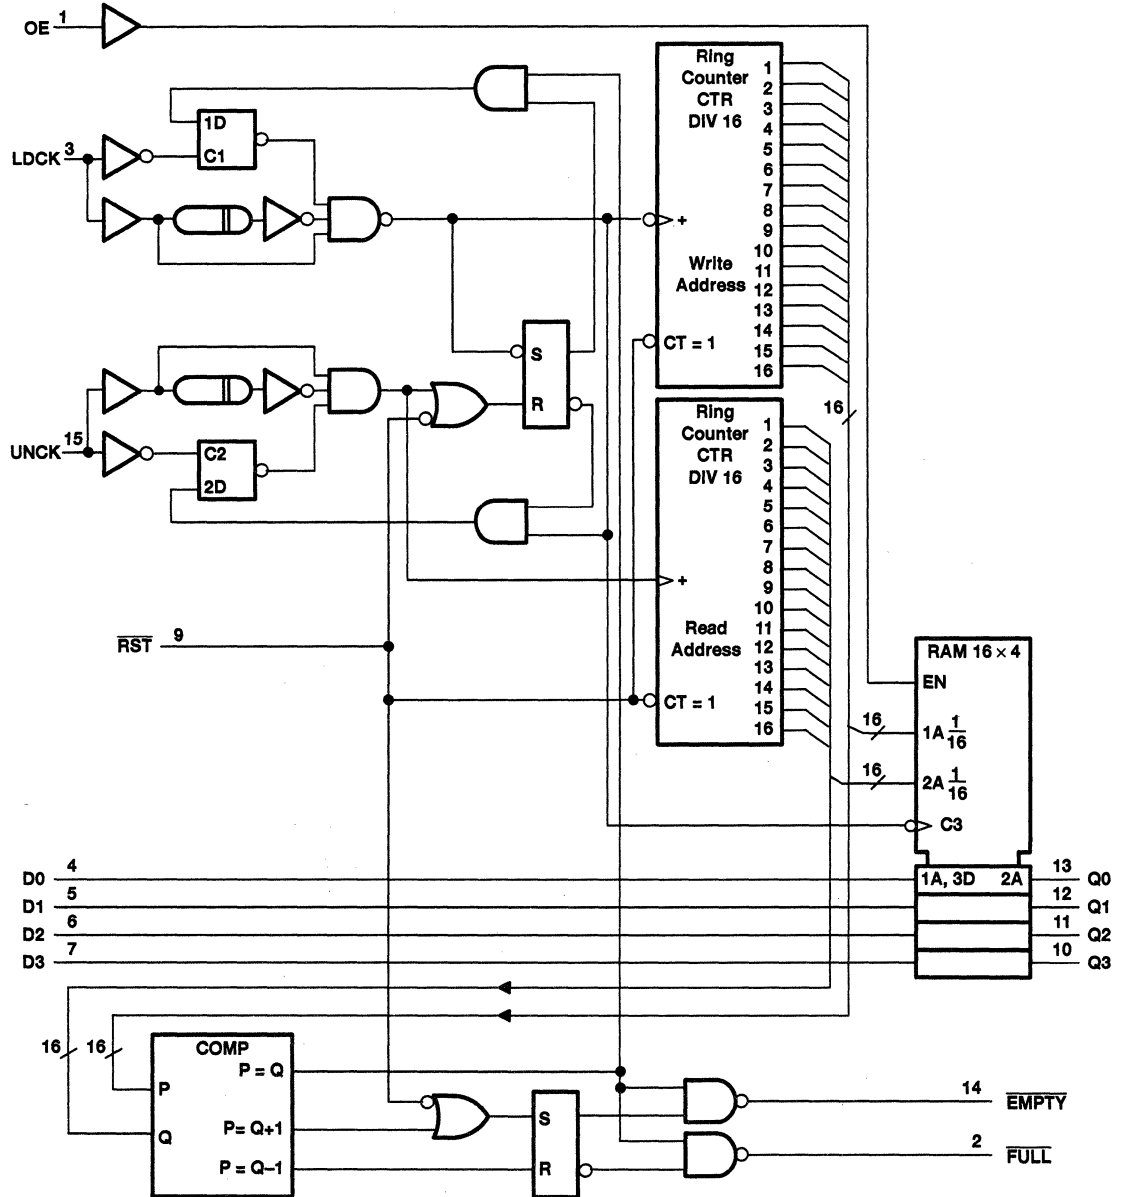 OE 1
Ring
Counter
CTR
DIV 16
1
2
3
4
5
6
7
8
9
10
11
12
13
14
15
16
Write
Address
CT = 1
+
1D
C1
LDCK 3
S
R
UNCK 15
C2
2D
16
Ring
Counter
CTR
DIV 16
1
2
3
4
5
6
7
8
9
10
11
12
13
14
15
16
+
Read
Address
CT = 1
RST 9
RAM 16 × 4
EN
16 1A 1/16
16 2A 1/16
C3
D0 4 1A, 3D 2A 13 Q0
D1 5 12 Q1
D2 6 11 Q2
D3 7 10 Q3
16 16
COMP
P = Q
P
P= Q+1
Q
P = Q–1
S
R
14 EMPTY
2 FULL